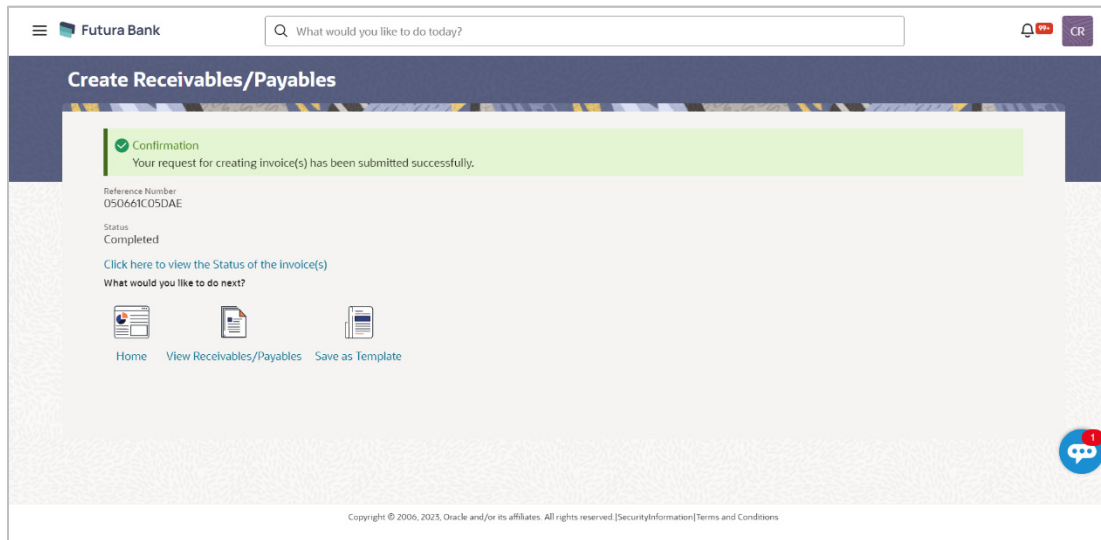 Futura Bank
What would you like to do today?
99+
CR
Create Receivables/Payables
Confirmation
Your request for creating invoice(s) has been submitted successfully.
Reference Number
050661C05DAE
Status
Completed
Click here to view the Status of the invoice(s)
What would you like to do next?
Home View Receivables/Payables Save as Template
1
Copyright © 2006, 2023, Oracle and/or its affiliates. All rights reserved.|SecurityInformation|Terms and Conditions